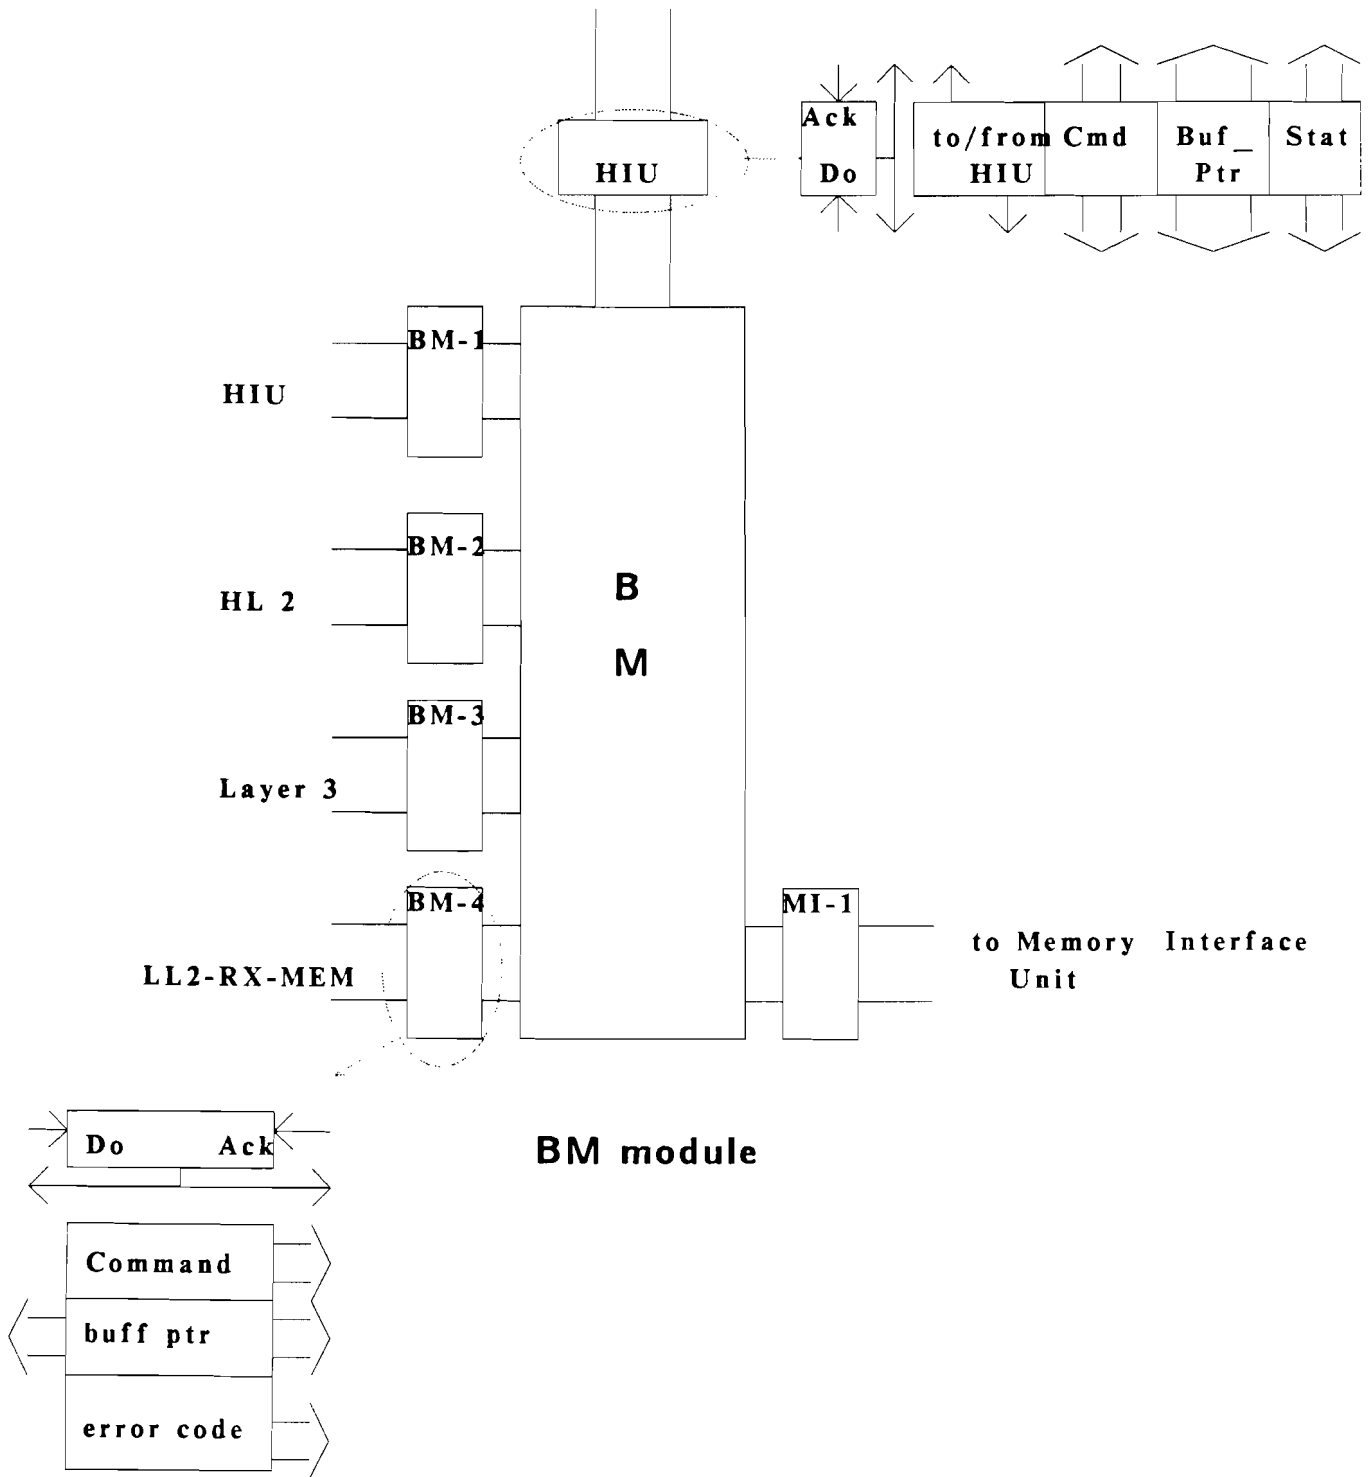 Ack
Do
to/from
HIU
Cmd
Buf_
Ptr
Stat
HIU
BM-1
HIU
BM-2
HL 2
B
M
BM-3
Layer 3
BM-4
LL2-RX-MEM
MI-1
to Memory Interface
Unit
Do Ack
BM module
Command
buff ptr
error code